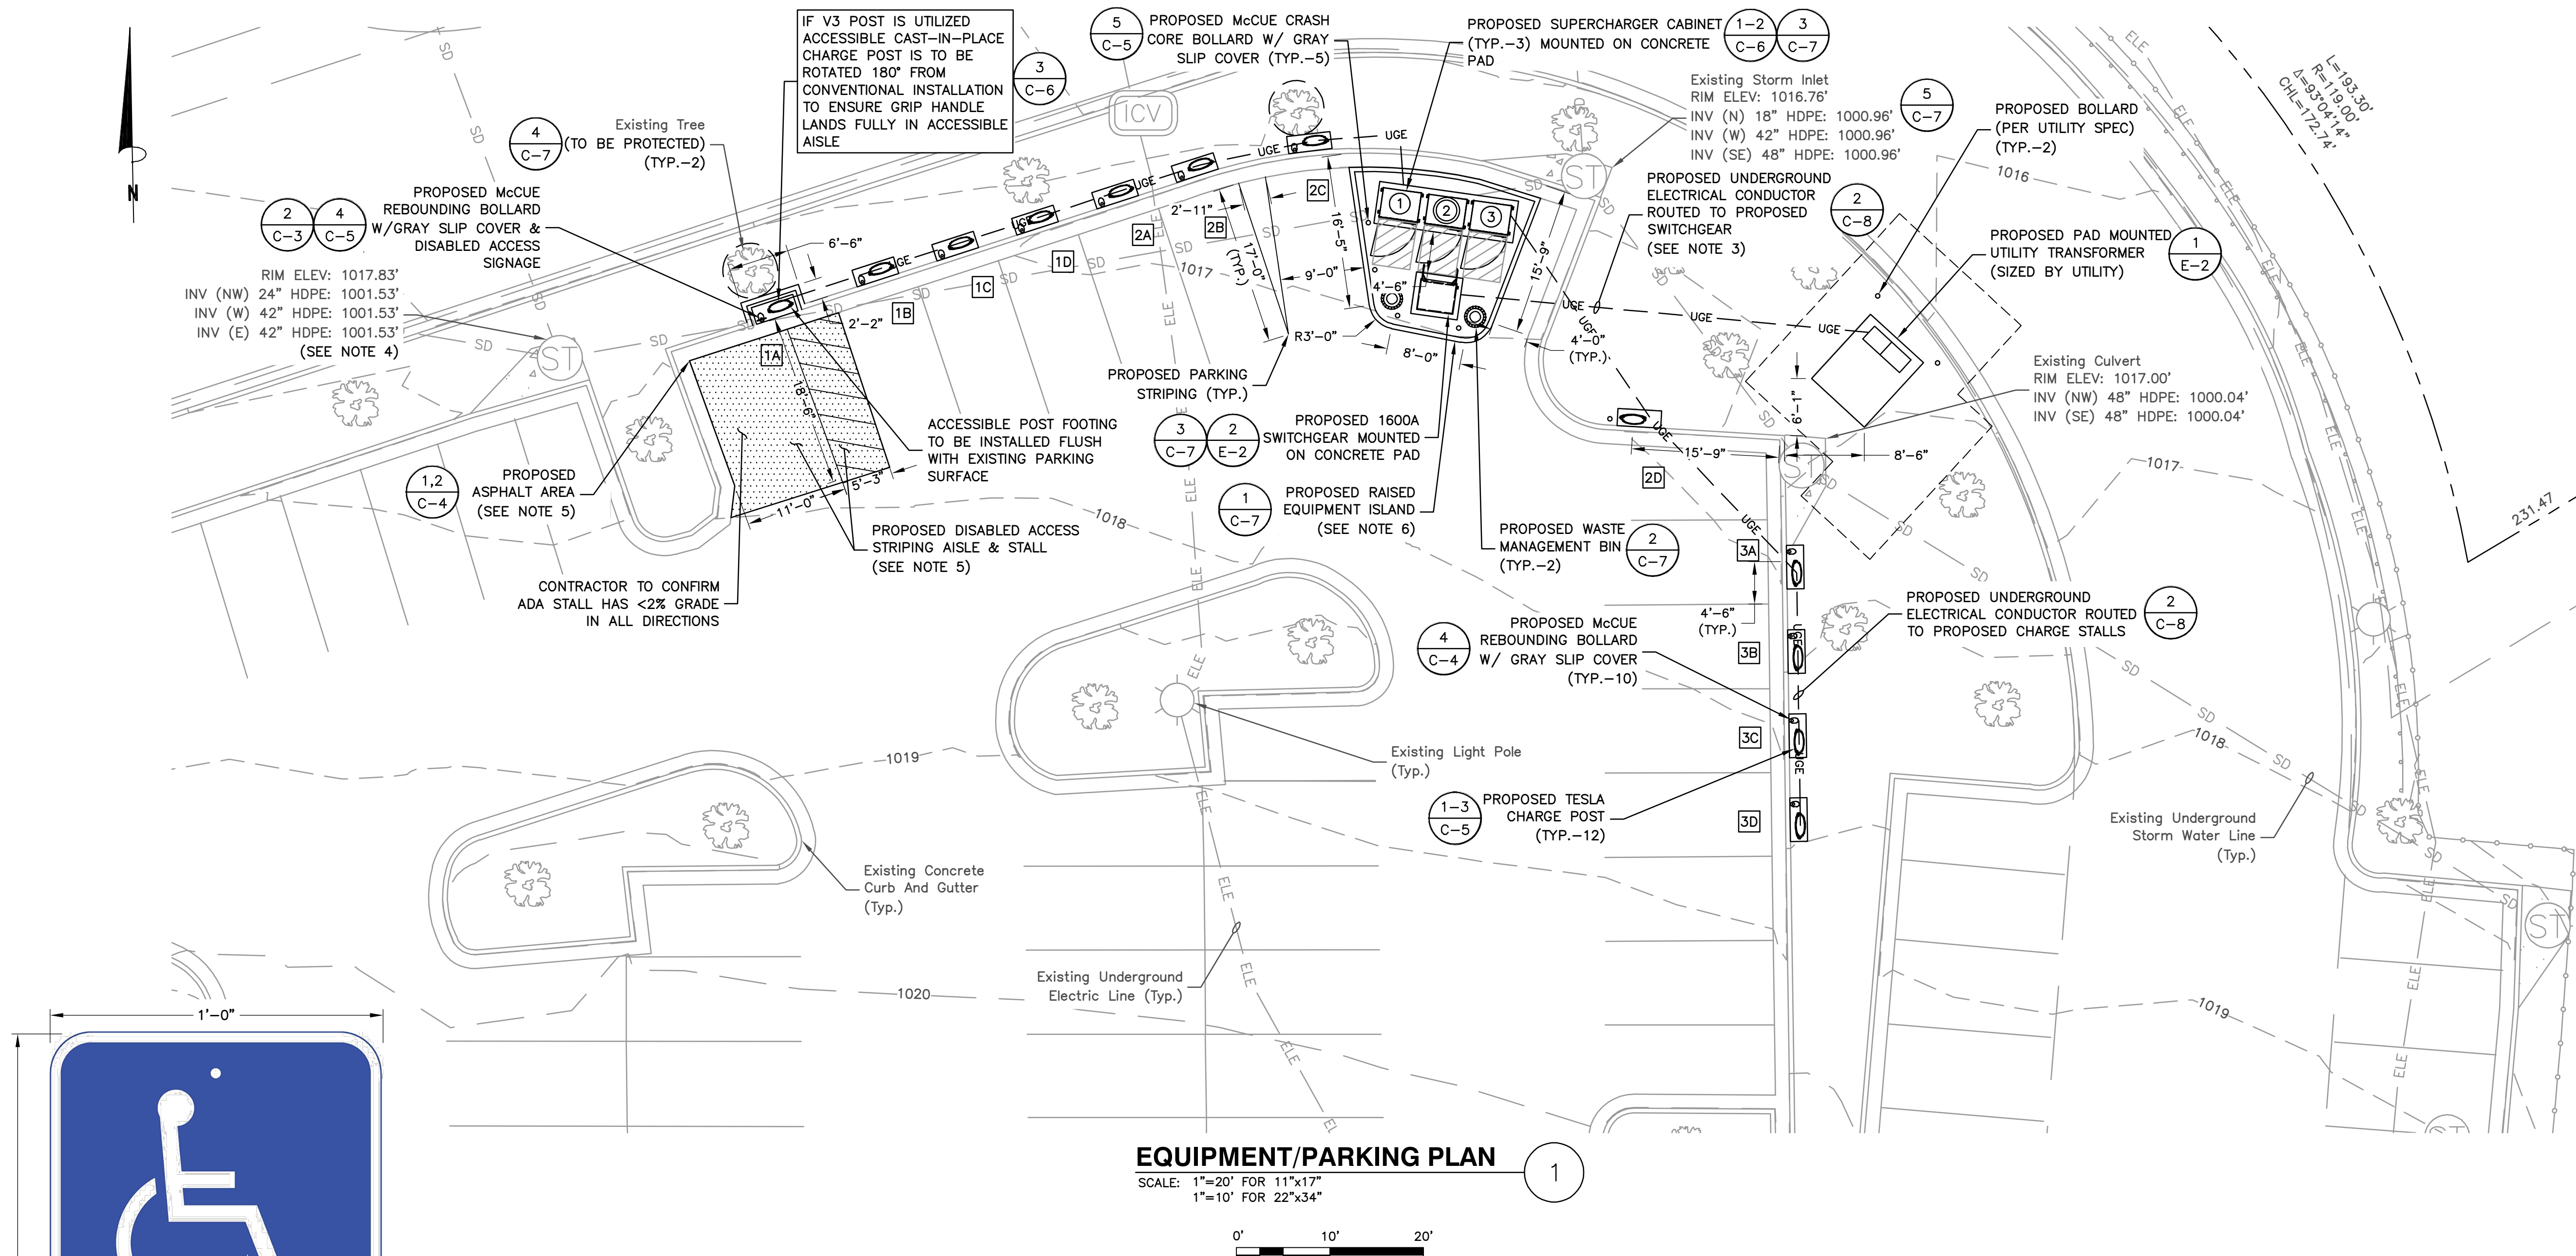 IF V3 POST IS UTILIZED
ACCESSIBLE CAST-IN-PLACE
CHARGE POST IS TO BE
ROTATED 180° FROM
CONVENTIONAL INSTALLATION
TO ENSURE GRIP HANDLE
LANDS FULLY IN ACCESSIBLE
AISLE
3
C-6
5
C-5
PROPOSED McCUE CRASH
CORE BOLLARD W/ GRAY
SLIP COVER (TYP.-5)
PROPOSED SUPERCHARGER CABINET
(TYP.-3) MOUNTED ON CONCRETE
PAD
1-2
C-6
3
C-7
Existing Storm Inlet
RIM ELEV: 1016.76'
INV (N) 18" HDPE: 1000.96'
INV (W) 42" HDPE: 1000.96'
INV (SE) 48" HDPE: 1000.96'
5
C-7
PROPOSED BOLLARD
(PER UTILITY SPEC)
(TYP.-2)
L=193.30'
R=119.00'
Δ=93°04'14"
CHL=172.74'
N
4
C-7
Existing Tree
(TO BE PROTECTED)
(TYP.-2)
2
C-3
4
C-5
PROPOSED McCUE
REBOUNDING BOLLARD
W/GRAY SLIP COVER &
DISABLED ACCESS
SIGNAGE
RIM ELEV: 1017.83'
INV (NW) 24" HDPE: 1001.53'
INV (W) 42" HDPE: 1001.53'
INV (E) 42" HDPE: 1001.53'
(SEE NOTE 4)
ICV
PROPOSED UNDERGROUND
ELECTRICAL CONDUCTOR
ROUTED TO PROPOSED
SWITCHGEAR
(SEE NOTE 3)
2
C-8
PROPOSED PAD MOUNTED
UTILITY TRANSFORMER
(SIZED BY UTILITY)
1
E-2
1016
6'-6"
2'-2"
1A
1B
1C
1D
2A
2B
2C
2'-11"
17'-0"
(TYP.)
9'-0"
16'-5"
4'-6"
15'-9"
R3'-0"
8'-0"
4'-0"
(TYP.)
1
2
3
UGE
UGE
UGE
UGE
UGE
UGE
UGE
UGE
UGE
1017
ST
ST
ST
ST
SD
SD
SD
SD
ELE
ELE
ELE
18'-6"
11'-0"
5'-3"
PROPOSED PARKING
STRIPING (TYP.)
ACCESSIBLE POST FOOTING
TO BE INSTALLED FLUSH
WITH EXISTING PARKING
SURFACE
1,2
C-4
PROPOSED
ASPHALT AREA
(SEE NOTE 5)
3
C-7
2
E-2
PROPOSED 1600A
SWITCHGEAR MOUNTED
ON CONCRETE PAD
1
C-7
PROPOSED RAISED
EQUIPMENT ISLAND
(SEE NOTE 6)
PROPOSED WASTE
MANAGEMENT BIN
(TYP.-2)
2
C-7
Existing Culvert
RIM ELEV: 1017.00'
INV (NW) 48" HDPE: 1000.04'
INV (SE) 48" HDPE: 1000.04'
6'-1"
15'-9"
8'-6"
2D
1017
1018
231.47
PROPOSED DISABLED ACCESS
STRIPING AISLE & STALL
(SEE NOTE 5)
CONTRACTOR TO CONFIRM
ADA STALL HAS <2% GRADE
IN ALL DIRECTIONS
3A
4'-6"
(TYP.)
3B
3C
3D
PROPOSED UNDERGROUND
ELECTRICAL CONDUCTOR ROUTED
TO PROPOSED CHARGE STALLS
2
C-8
4
C-4
PROPOSED McCUE
REBOUNDING BOLLARD
W/ GRAY SLIP COVER
(TYP.-10)
1019
Existing Light Pole
(Typ.)
1018
1-3
C-5
PROPOSED TESLA
CHARGE POST
(TYP.-12)
Existing Underground
Storm Water Line
(Typ.)
Existing Concrete
Curb And Gutter
(Typ.)
Existing Underground
Electric Line (Typ.)
1020
1019
1'-0"
EQUIPMENT/PARKING PLAN
1
SCALE: 1"=20' FOR 11"x17"
1"=10' FOR 22"x34"
0' 10' 20'